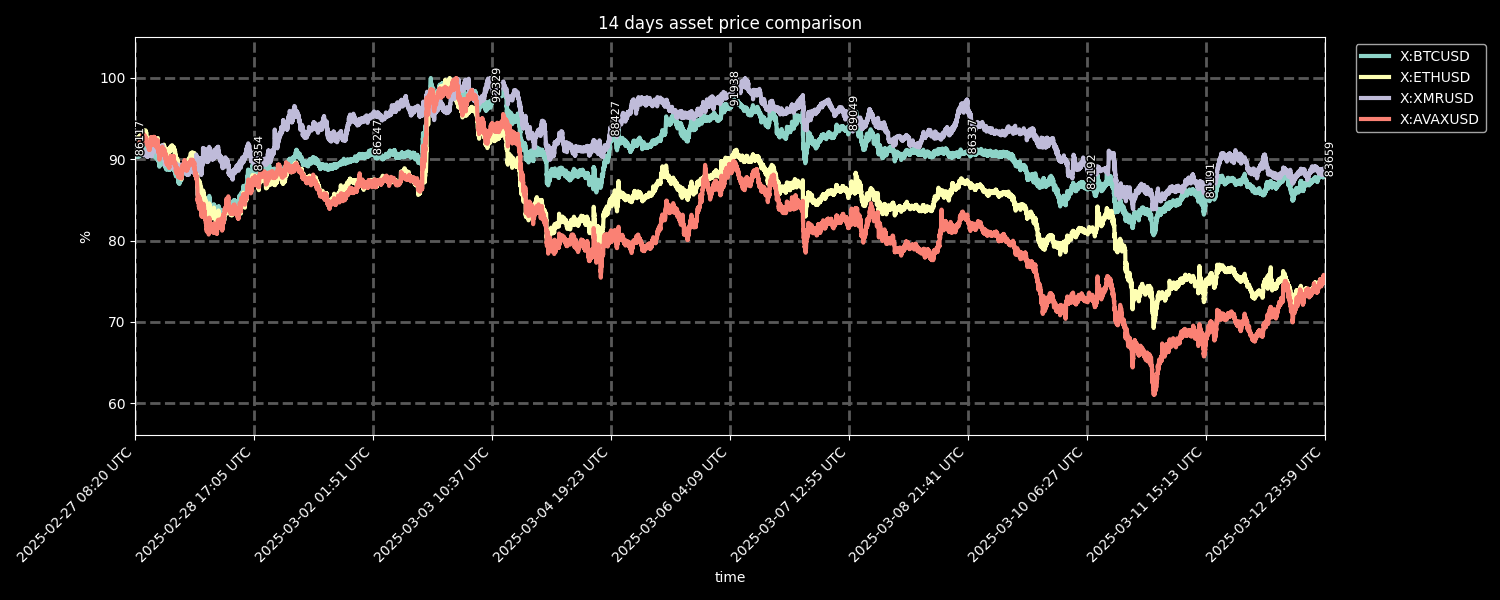 14 days asset price comparison
X:BTCUSD
X:ETHUSD
X:XMRUSD
X:AVAXUSD
100
90
80
70
60
%
84354
92329
88427
91938
89049
86337
82192
81191
83659
2025-02-27 08:20 UTC
2025-02-28 17:05 UTC
2025-03-02 01:51 UTC
2025-03-03 10:37 UTC
2025-03-04 19:23 UTC
2025-03-06 04:09 UTC
2025-03-07 12:55 UTC
2025-03-08 21:41 UTC
2025-03-10 06:27 UTC
2025-03-11 15:13 UTC
2025-03-12 23:59 UTC
time